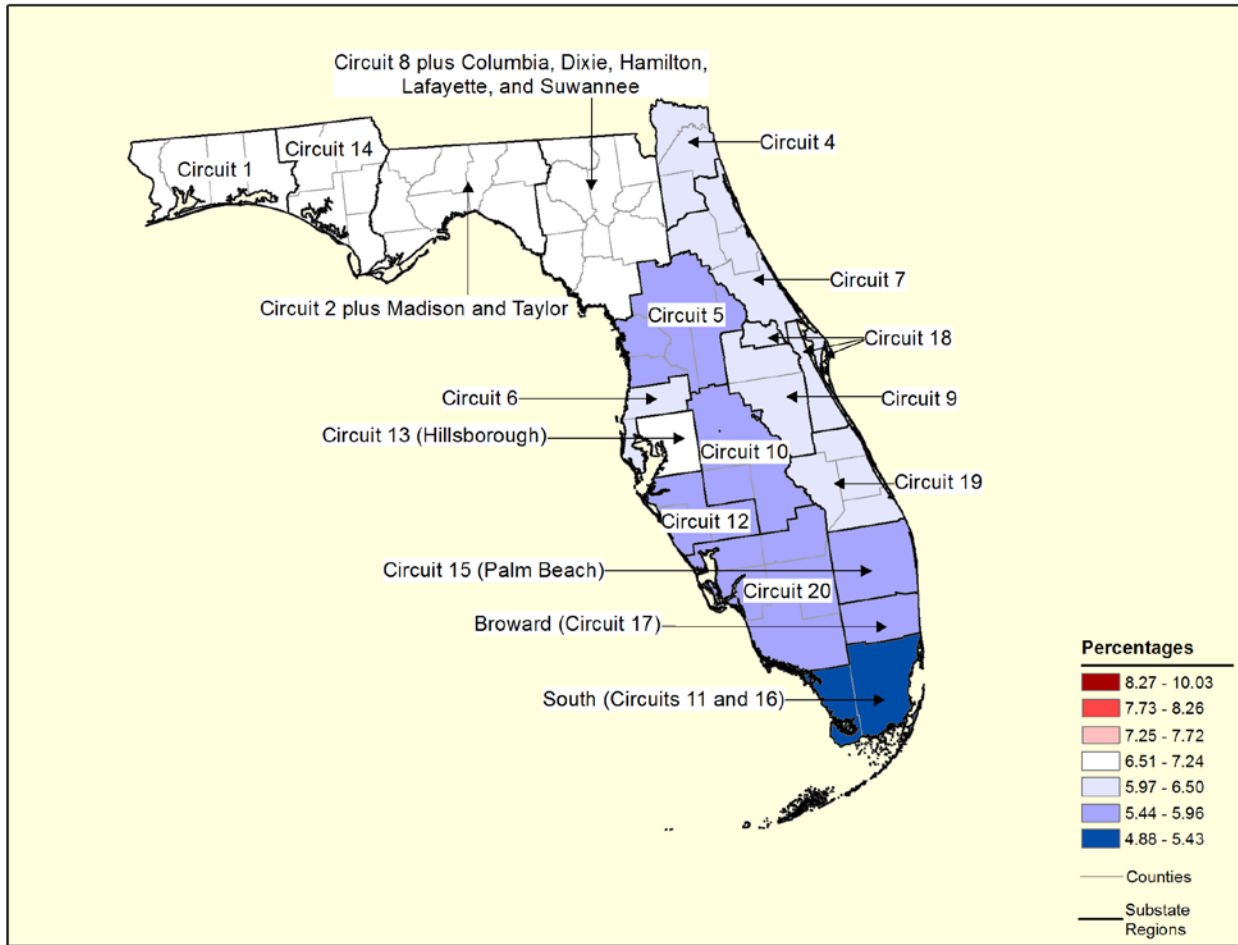 Circuit 8 plus Columbia, Dixie, Hamilton,
Lafayette, and Suwannee
Circuit 4
Circuit 14
Circuit 1
Circuit 7
Circuit 2 plus Madison and Taylor
Circuit 5
Circuit 18
Circuit 6
Circuit 9
Circuit 13 (Hillsborough)
Circuit 10
Circuit 19
Circuit 12
Circuit 15 (Palm Beach)
Circuit 20
Broward (Circuit 17)
South (Circuits 11 and 16)
Percentages
8.27 - 10.03
7.73 - 8.26
7.25 - 7.72
6.51 - 7.24
5.97 - 6.50
5.44 - 5.96
4.88 - 5.43
Counties
Substate
Regions